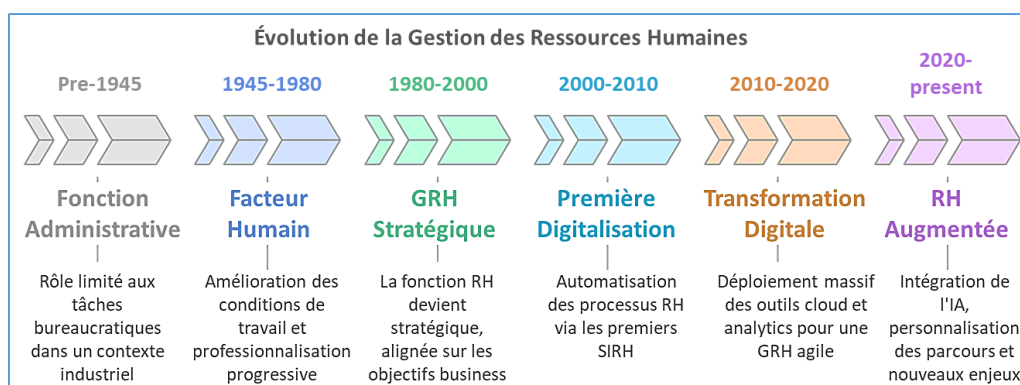 Évolution de la Gestion des Ressources Humaines
Pre-1945
Fonction
Administrative
Rôle limité aux
tâches
bureaucratiques
dans un contexte
industriel
1945-1980
Facteur
Humain
Amélioration des
conditions de
travail et
professionnalisation
progressive
1980-2000
GRH
Stratégique
La fonction RH
devient
stratégique,
alignée sur les
objectifs business
2000-2010
Première
Digitalisation
Automatisation
des processus RH
via les premiers
SIRH
2010-2020
Transformation
Digitale
Déploiement massif
des outils cloud et
analytics pour une
GRH agile
2020-
present
RH
Augmentée
Intégration de
l'IA,
personnalisation
des parcours et
nouveaux enjeux